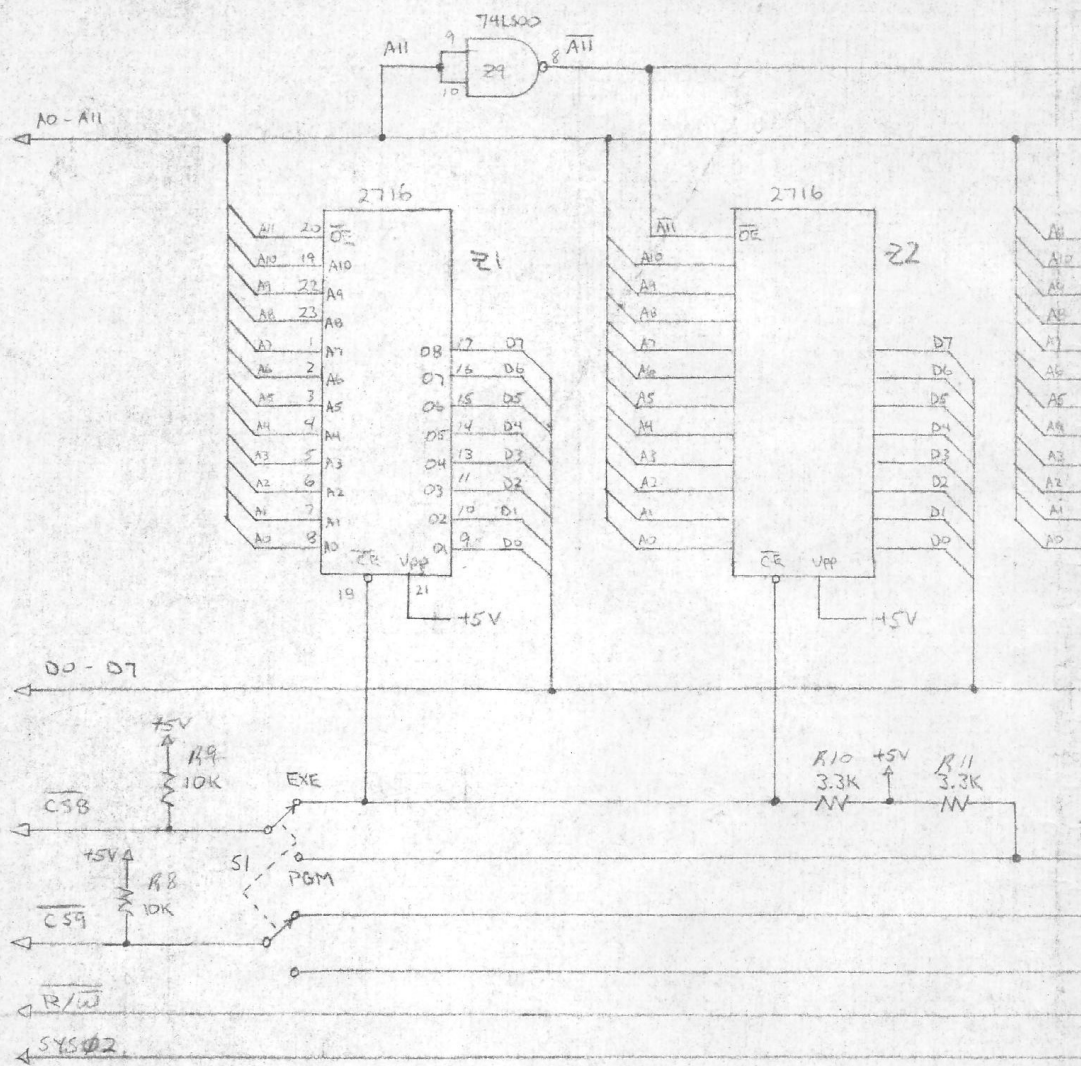 74LS00
A11
9
10
Z9
8
A11
A0 - A11
2716
Z1
A11 20 OE
A10 19 A10
A9 22 A9
A8 23 A8
A7 1 A7
A6 2 A6
A5 3 A5
A4 4 A4
A3 5 A3
A2 6 A2
A1 7 A1
A0 8 A0
O8 17 D7
O7 16 D6
O6 15 D5
O5 14 D4
O4 13 D3
O3 11 D2
O2 10 D1
O1 9 D0
CE Vpp
18 21
+5V
2716
Z2
A11 OE
A10
A9
A8
A7
A6
A5
A4
A3
A2
A1
A0
D7
D6
D5
D4
D3
D2
D1
D0
CE Vpp
+5V
A11
A10
A9
A8
A7
A6
A5
A4
A3
A2
A1
A0
D0 - D7
+5V
R9
10K
CS8
EXE
R10
3.3K
+5V
R11
3.3K
+5V
R8
10K
S1
PGM
CS9
R/W
SYSØ2